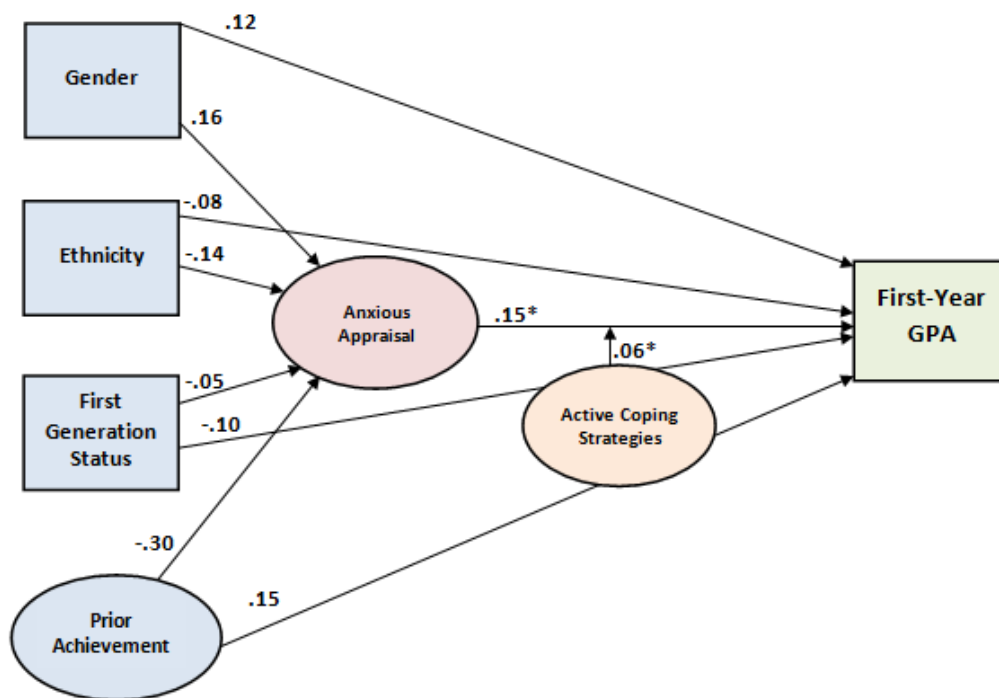 .12
Gender
.16
-.08
Ethnicity
-.14
Anxious
Appraisal
.15*
First-Year
GPA
.06*
-.05
First
Generation
Status
-.10
Active Coping
Strategies
-.30
.15
Prior
Achievement